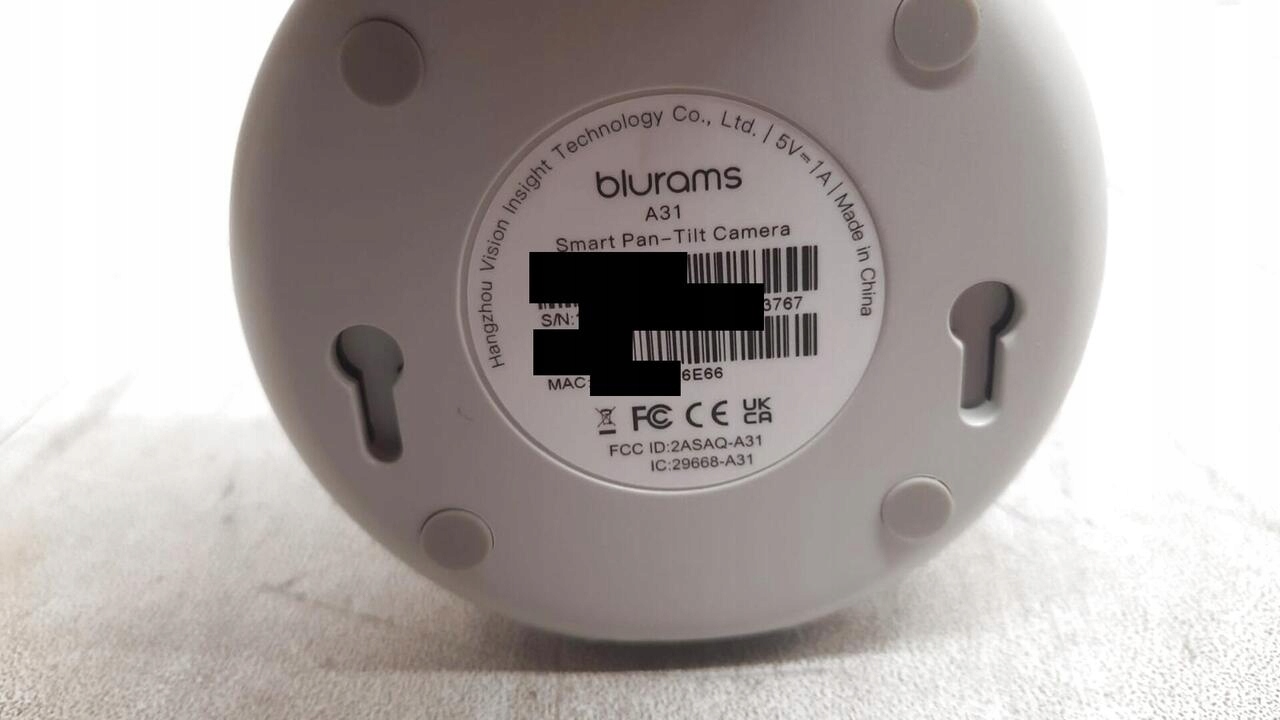 Hangzhou Vision Insight Technology Co., Ltd. | 5V=1A | Made in China
blurams
A31
Smart Pan-Tilt Camera
3767
S/N:
6E66
MAC:
FC CE UK CA
FCC ID:2ASAQ-A31
IC:29668-A31